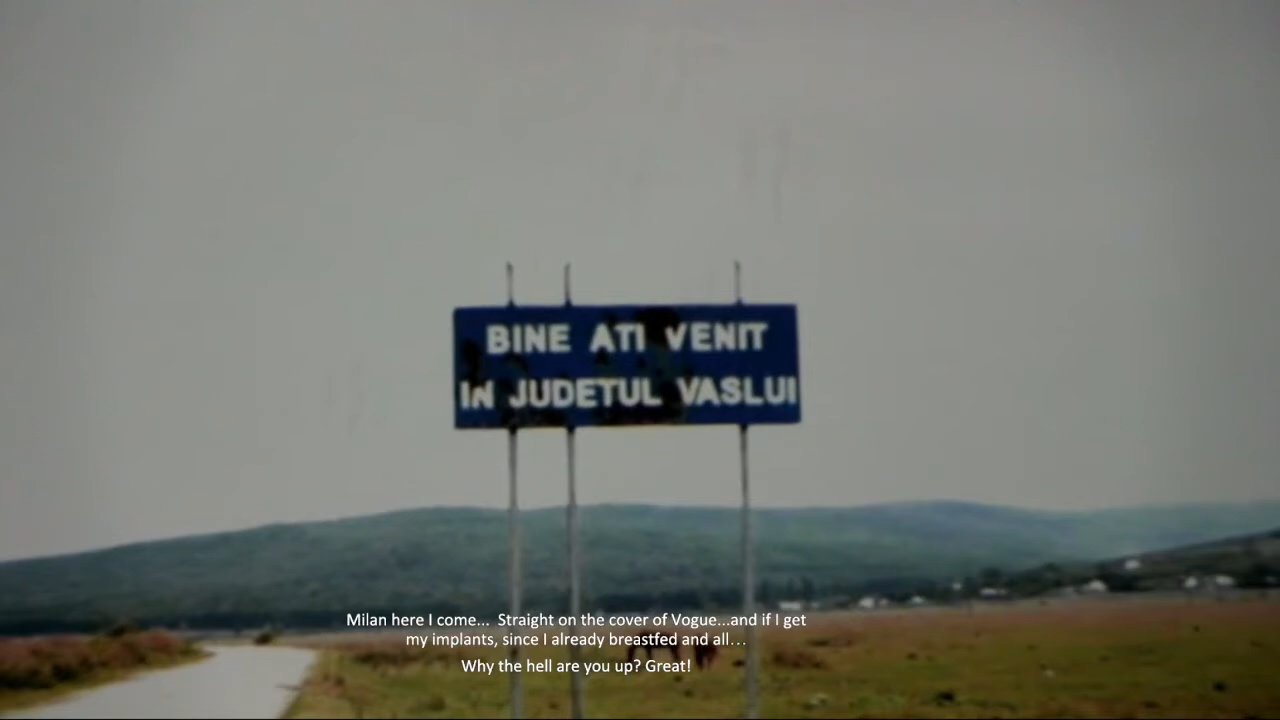 BINE ATI VENIT
IN JUDETUL VASLUI
Milan here I come... Straight on the cover of Vogue...and if I get
my implants, since I already breastfed and all...
Why the hell are you up? Great!